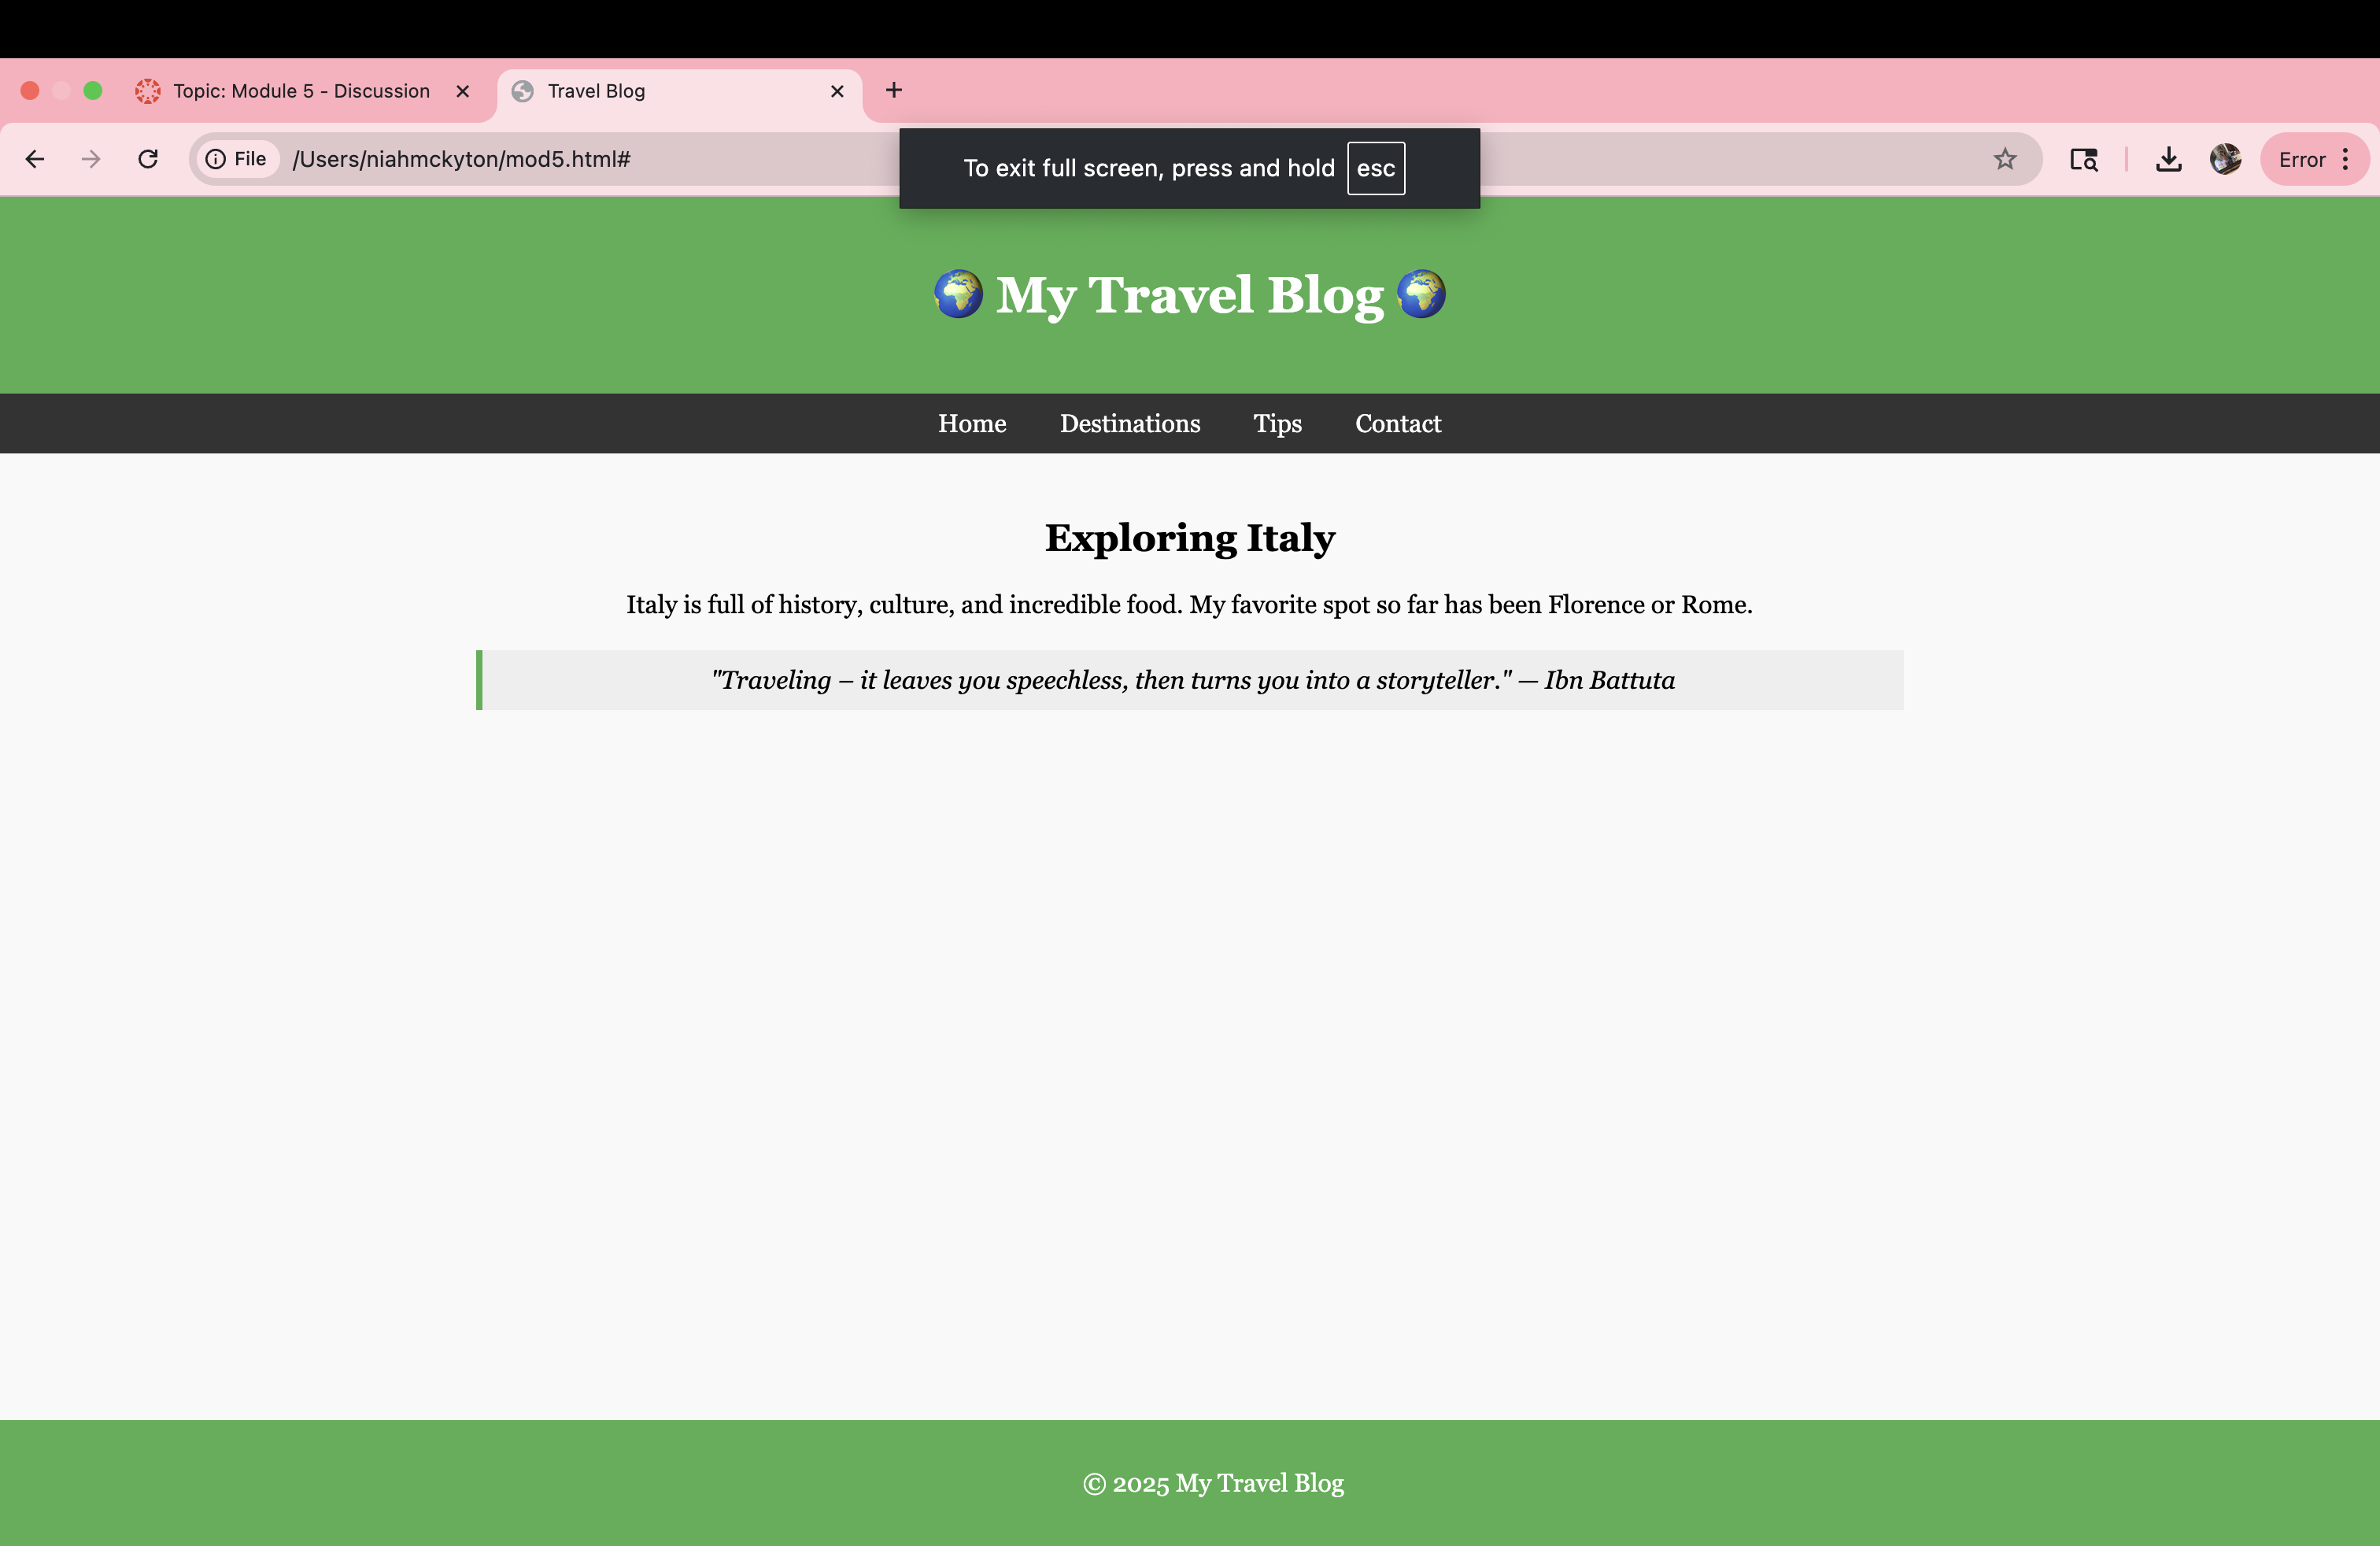 Topic: Module 5 - Discussion
Travel Blog
File
/Users/niahmckyton/mod5.html#
To exit full screen, press and hold esc
Error
🌍 My Travel Blog 🌍
Home Destinations Tips Contact
Exploring Italy
Italy is full of history, culture, and incredible food. My favorite spot so far has been Florence or Rome.
"Traveling – it leaves you speechless, then turns you into a storyteller." — Ibn Battuta
© 2025 My Travel Blog